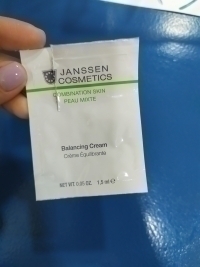 JANSSEN
COSMETICS
COMBINATION SKIN
PEAU MIXTE
Balancing Cream
Crème Equilibrante
NET WT. 0.05 OZ. 1,5 ml ℮